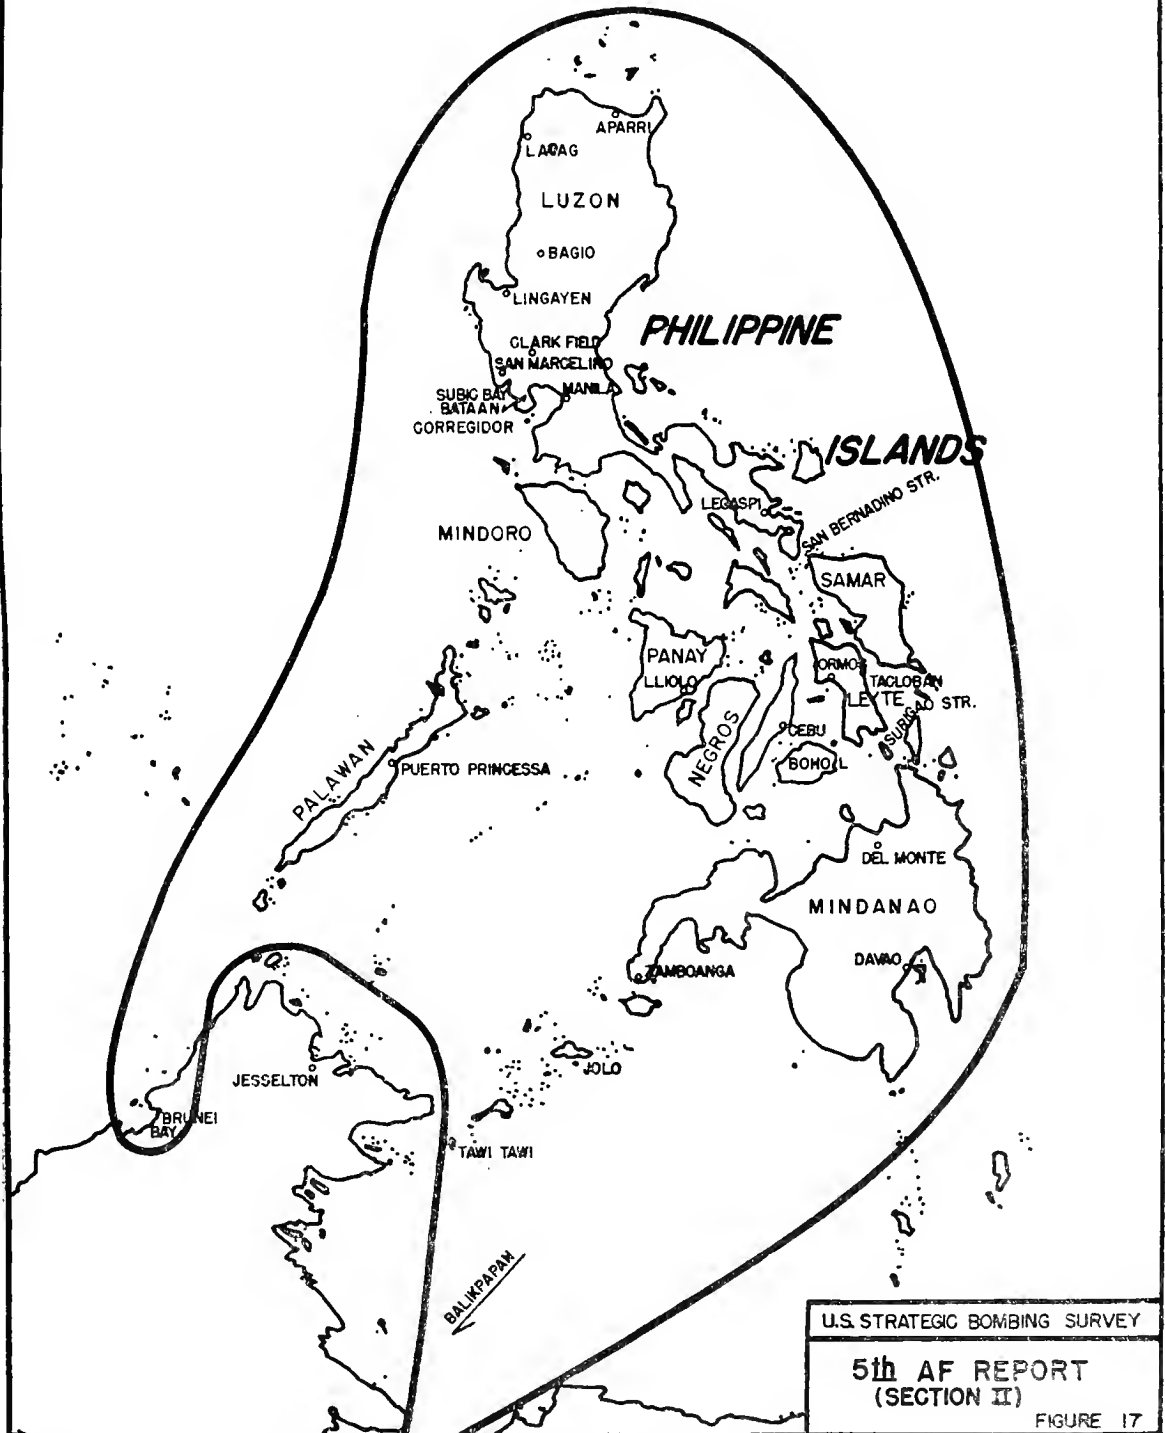 APARRI
LAOAG
LUZON
BAGIO
LINGAYEN
PHILIPPINE
CLARK FIELD
SAN MARCELINO
MANILA
SUBIC BAY
BATAAN
CORREGIDOR
ISLANDS
LEGASPI
SAN BERNADINO STR.
MINDORO
SAMAR
PANAY
ORMO
LLIOLO
TACLOBAN
LEYTE
SURIGAO STR.
NEGROS
CEBU
BOHOL
PALAWAN
PUERTO PRINCESSA
DEL MONTE
MINDANAO
DAVAO
ZAMBOANGA
JOLO
JESSELTON
BRUNEI
BAY
TAWI TAWI
BALIKPAPAN
U.S. STRATEGIC BOMBING SURVEY
5th AF REPORT
(SECTION II)
FIGURE 17